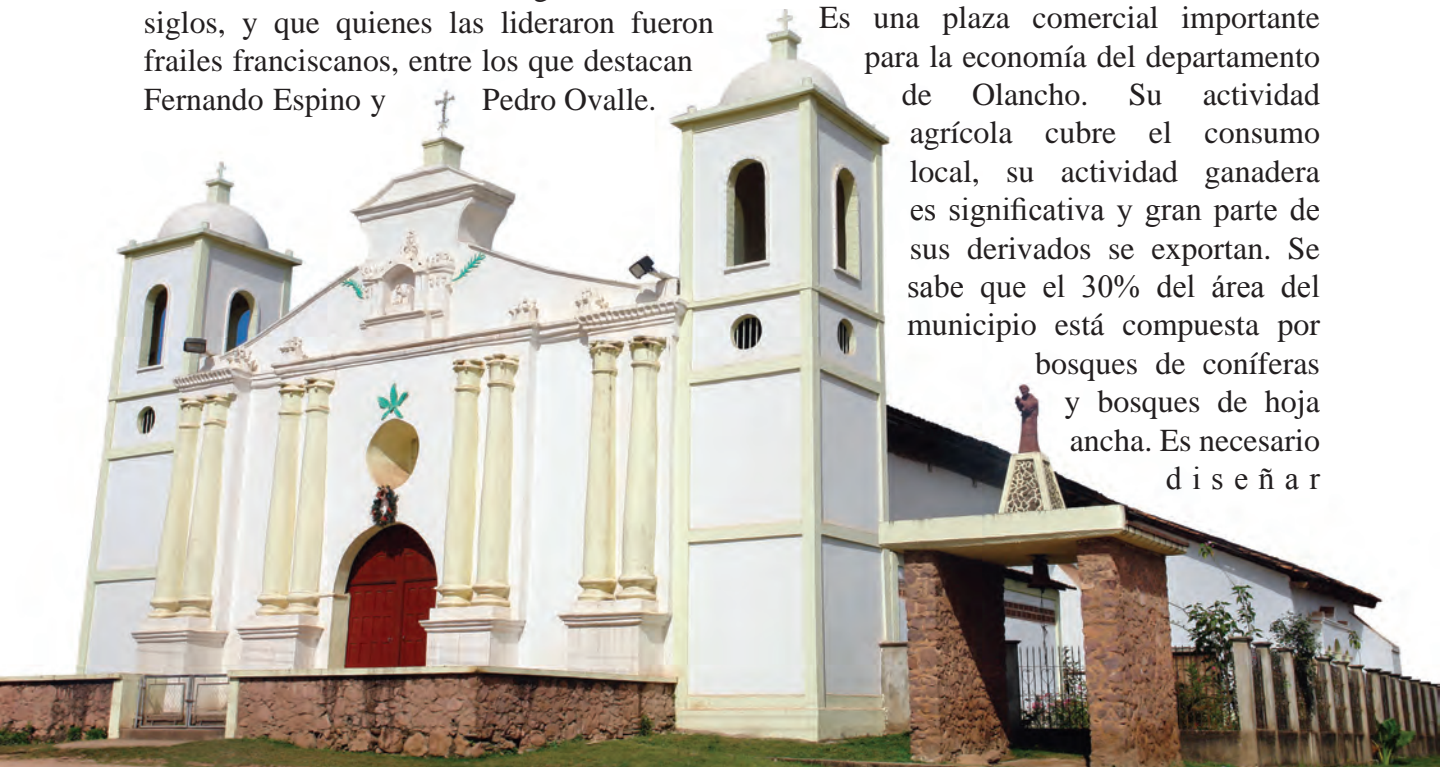 siglos, y que quienes las lideraron fueron
frailes franciscanos, entre los que destacan
Fernando Espino y Pedro Ovalle.
Es una plaza comercial importante
para la economía del departamento
de Olancho. Su actividad
agrícola cubre el consumo
local, su actividad ganadera
es significativa y gran parte de
sus derivados se exportan. Se
sabe que el 30% del área del
municipio está compuesta por
bosques de coníferas
y bosques de hoja
ancha. Es necesario
diseñar